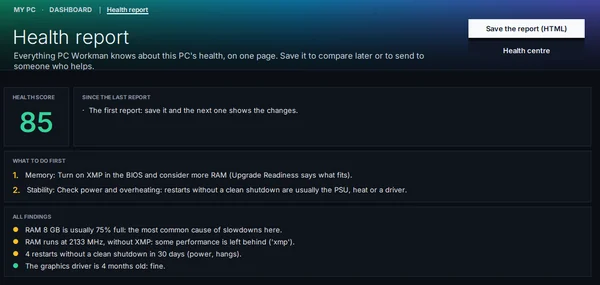 MY PC · DASHBOARD | Health report
Health report
Save the report (HTML)
Everything PC Workman knows about this PC's health, on one page. Save it to compare later or to send to
someone who helps.
Health centre
HEALTH SCORE
85
SINCE THE LAST REPORT
· The first report: save it and the next one shows the changes.
WHAT TO DO FIRST
1. Memory: Turn on XMP in the BIOS and consider more RAM (Upgrade Readiness says what fits).
2. Stability: Check power and overheating: restarts without a clean shutdown are usually the PSU, heat or a driver.
ALL FINDINGS
RAM 8 GB is usually 75% full: the most common cause of slowdowns here.
RAM runs at 2133 MHz, without XMP: some performance is left behind ('xmp').
4 restarts without a clean shutdown in 30 days (power, hangs).
The graphics driver is 4 months old: fine.